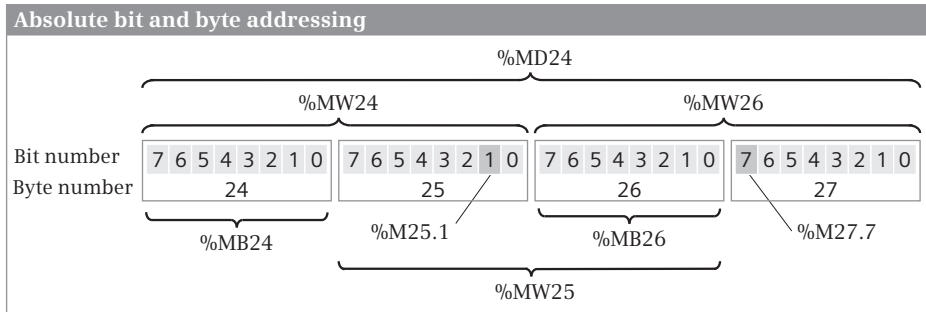 Absolute bit and byte addressing
%MD24
%MW24 %MW26
Bit number 7 6 5 4 3 2 1 0 7 6 5 4 3 2 1 0 7 6 5 4 3 2 1 0 7 6 5 4 3 2 1 0
Byte number 24 25 26 27
%MB24 %M25.1 %MB26 %M27.7
%MW25